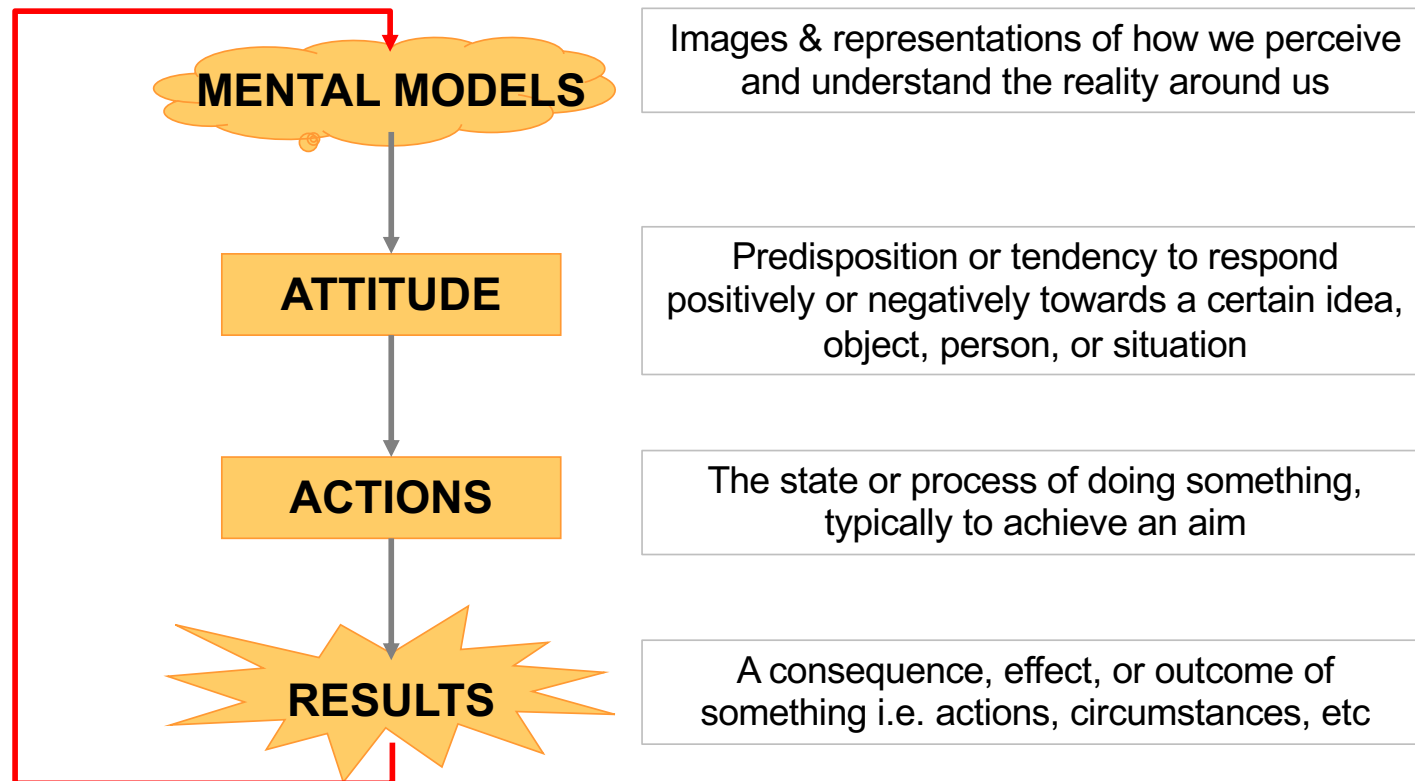 MENTAL MODELS
Images & representations of how we perceive
and understand the reality around us
ATTITUDE
Predisposition or tendency to respond
positively or negatively towards a certain idea,
object, person, or situation
ACTIONS
The state or process of doing something,
typically to achieve an aim
RESULTS
A consequence, effect, or outcome of
something i.e. actions, circumstances, etc